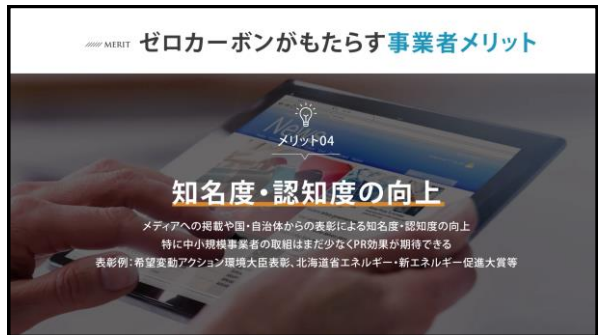 MERIT ゼロカーボンがもたらす事業者メリット
メリット04
知名度・認知度の向上
メディアへの掲載や国・自治体からの表彰による知名度・認知度の向上
特に中小規模事業者の取組はまだ少なくPR効果が期待できる
表彰例：希望変動アクション環境大臣表彰、北海道省エネルギー・新エネルギー促進大賞等